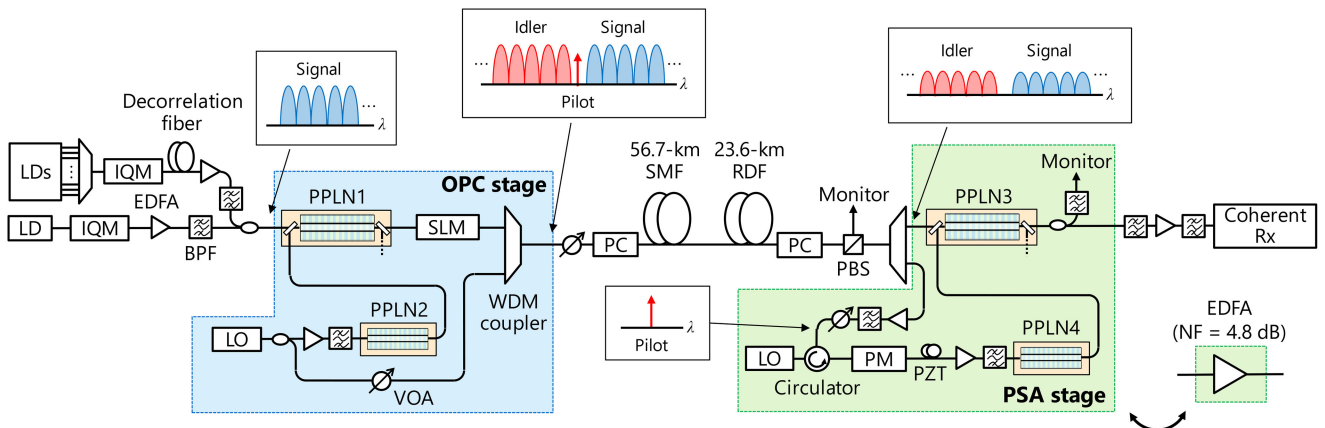 Idler
Signal
...
...
λ
Pilot
Signal
...
λ
Idler
Signal
...
...
λ
Decorrelation
fiber
LDs
IQM
EDFA
LD
IQM
BPF
OPC stage
PPLN1
SLM
WDM
coupler
PPLN2
LO
VOA
56.7-km
SMF
23.6-km
RDF
PC
PC
Monitor
PBS
PPLN3
Monitor
Coherent
Rx
λ
Pilot
LO
Circulator
PM
PZT
PPLN4
PSA stage
EDFA
(NF = 4.8 dB)